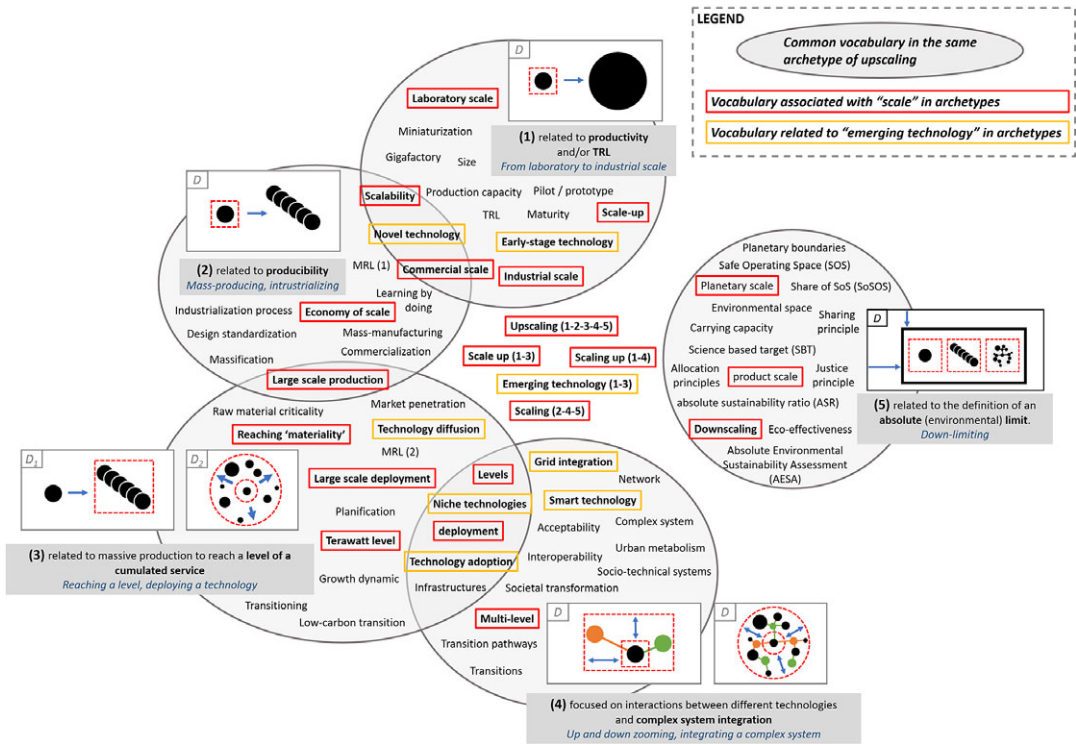 LEGEND
Common vocabulary in the same
archetype of upscaling
Vocabulary associated with “scale” in archetypes
Vocabulary related to “emerging technology” in archetypes
D
Laboratory scale
(1) related to productivity
and/or TRL
From laboratory to industrial scale
Miniaturization
Gigafactory
Size
Scalability
Production capacity
Pilot / prototype
TRL
Maturity
Scale-up
Novel technology
Early-stage technology
MRL (1)
Commercial scale
Industrial scale
D
(2) related to producibility
Mass-producing, intrustrializing
Learning by
doing
Industrialization process
Economy of scale
Design standardization
Mass-manufacturing
Commercialization
Massification
Large scale production
Upscaling (1-2-3-4-5)
Scale up (1-3)
Scaling up (1-4)
Emerging technology (1-3)
Scaling (2-4-5)
Planetary boundaries
Safe Operating Space (SOS)
Planetary scale
Share of SoS (SoSOS)
Environmental space
Sharing
principle
Carrying capacity
Science based target (SBT)
Allocation
principles
product scale
Justice
principle
absolute sustainability ratio (ASR)
Downscaling
Eco-effectiveness
Absolute Environmental
Sustainability Assessment
(AESA)
D
(5) related to the definition of an
absolute (environmental) limit.
Down-limiting
Raw material criticality
Market penetration
Reaching ‘materiality’
Technology diffusion
MRL (2)
Large scale deployment
Levels
Planification
Niche technologies
Terawatt level
deployment
Technology adoption
Growth dynamic
Infrastructures
Transitioning
Low-carbon transition
D1
D2
(3) related to massive production to reach a level of a
cumulated service
Reaching a level, deploying a technology
Grid integration
Network
Smart technology
Acceptability
Complex system
Interoperability
Urban metabolism
Socio-technical systems
Societal transformation
Multi-level
Transition pathways
Transitions
D
D
(4) focused on interactions between different technologies
and complex system integration
Up and down zooming, integrating a complex system